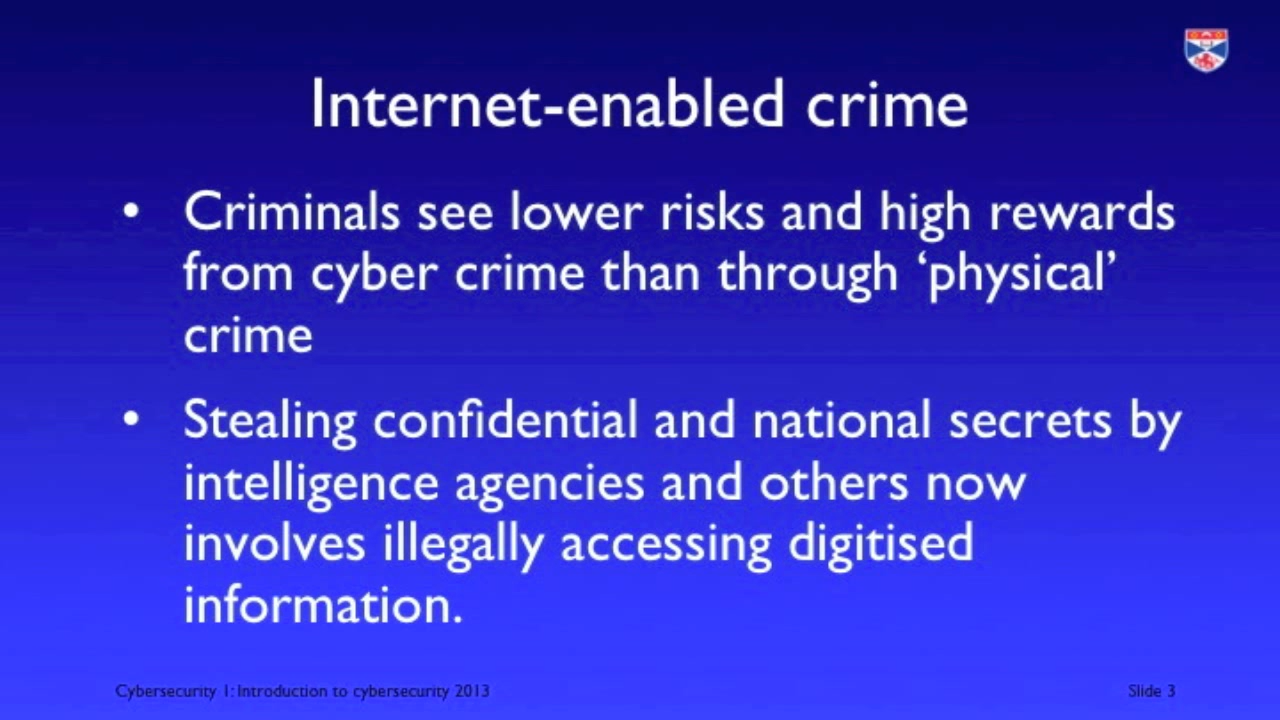 Internet-enabled crime
• Criminals see lower risks and high rewards
from cyber crime than through ‘physical’
crime
• Stealing confidential and national secrets by
intelligence agencies and others now
involves illegally accessing digitised
information.
Cybersecurity 1: Introduction to cybersecurity 2013
Slide 3